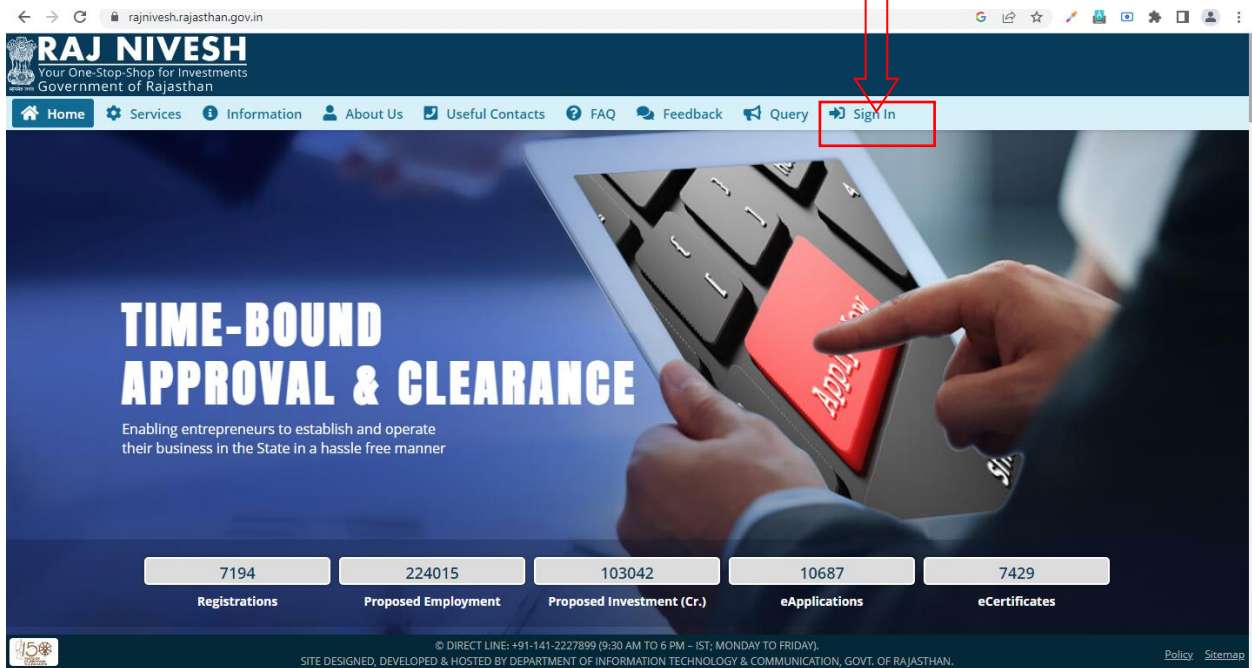 rajnivesh.rajasthan.gov.in
RAJ NIVESH
Your One-Stop-Shop for Investments
Government of Rajasthan
Home Services Information About Us Useful Contacts FAQ Feedback Query Sign In
TIME-BOUND
APPROVAL & CLEARANCE
Enabling entrepreneurs to establish and operate
their business in the State in a hassle free manner
Apply Now
7194 224015 103042 10687 7429
Registrations Proposed Employment Proposed Investment (Cr.) eApplications eCertificates
© DIRECT LINE: +91-141-2227899 (9:30 AM TO 6 PM – IST; MONDAY TO FRIDAY).
SITE DESIGNED, DEVELOPED & HOSTED BY DEPARTMENT OF INFORMATION TECHNOLOGY & COMMUNICATION, GOVT. OF RAJASTHAN.
Policy Sitemap